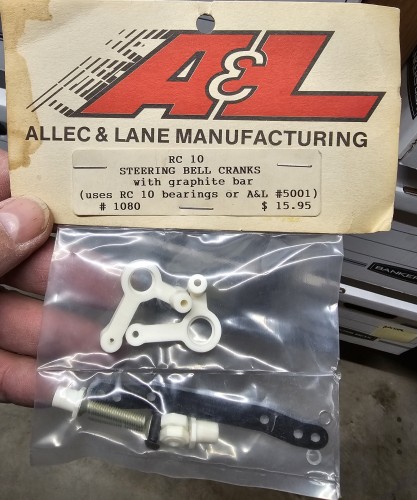 A&L
ALLEC & LANE MANUFACTURING
RC 10
STEERING BELL CRANKS
with graphite bar
(uses RC 10 bearings or A&L #5001)
# 1080 $ 15.95
BANKER